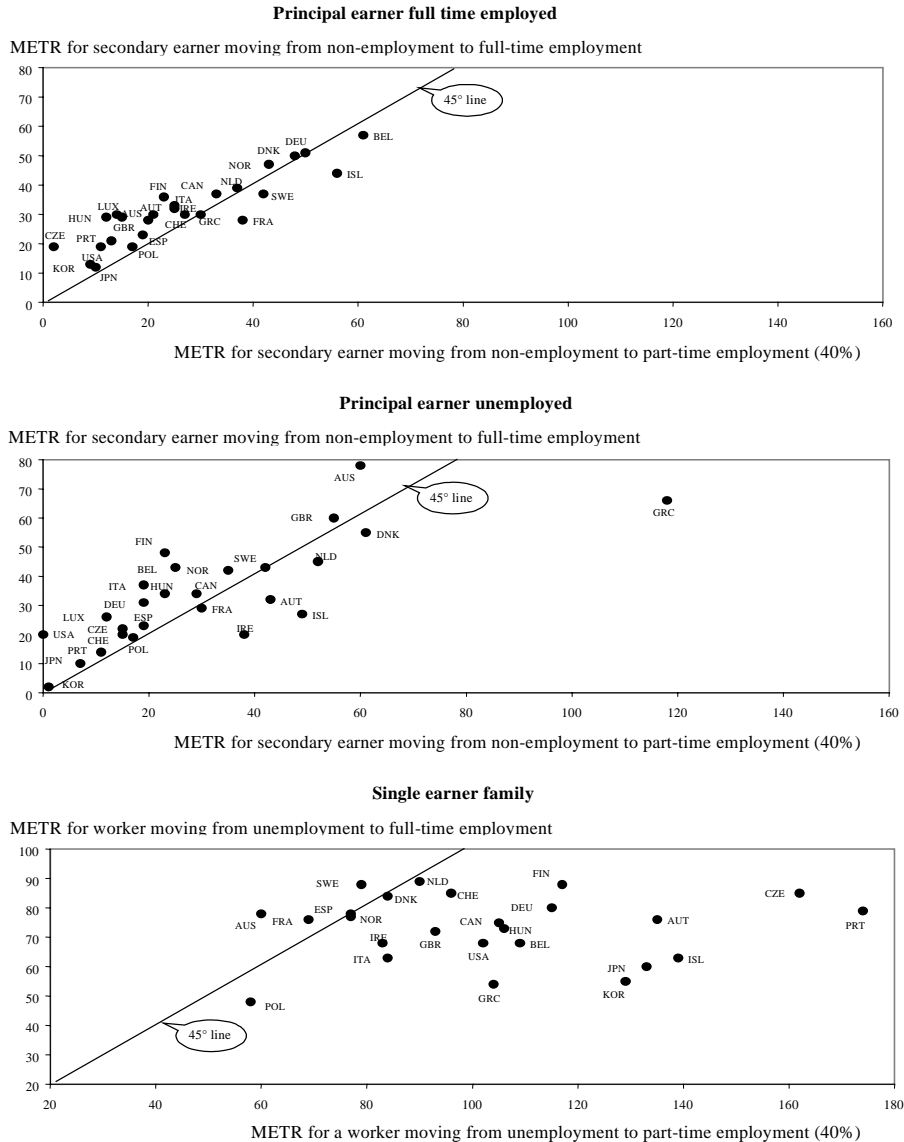 Principal earner full time employed
METR for secondary earner moving from non-employment to full-time employment
80
70
60
50
40
30
20
10
0
45° line
BEL
DEU
DNK
NOR
ISL
NLD
CAN
FIN
SWE
ITA
IRE
LUX
AUS
AUT
HUN
GBR
CHE
GRC
FRA
CZE
PRT
ESP
USA
POL
KOR
JPN
0 20 40 60 80 100 120 140 160
METR for secondary earner moving from non-employment to part-time employment (40%)
Principal earner unemployed
METR for secondary earner moving from non-employment to full-time employment
80
70
60
50
40
30
20
10
0
AUS
45° line
GRC
GBR
DNK
FIN
SWE
NLD
BEL
NOR
ITA
HUN
CAN
DEU
FRA
AUT
ISL
LUX
ESP
USA
CZE
IRE
CHE
POL
PRT
JPN
KOR
0 20 40 60 80 100 120 140 160
METR for secondary earner moving from non-employment to part-time employment (40%)
Single earner family
METR for worker moving from unemployment to full-time employment
100
90
80
70
60
50
40
30
20
SWE
NLD
FIN
DNK
CHE
CZE
ESP
DEU
AUS
FRA
NOR
CAN
AUT
PRT
IRE
GBR
HUN
ITA
USA
BEL
JPN
ISL
GRC
KOR
POL
45° line
20 40 60 80 100 120 140 160 180
METR for a worker moving from unemployment to part-time employment (40%)